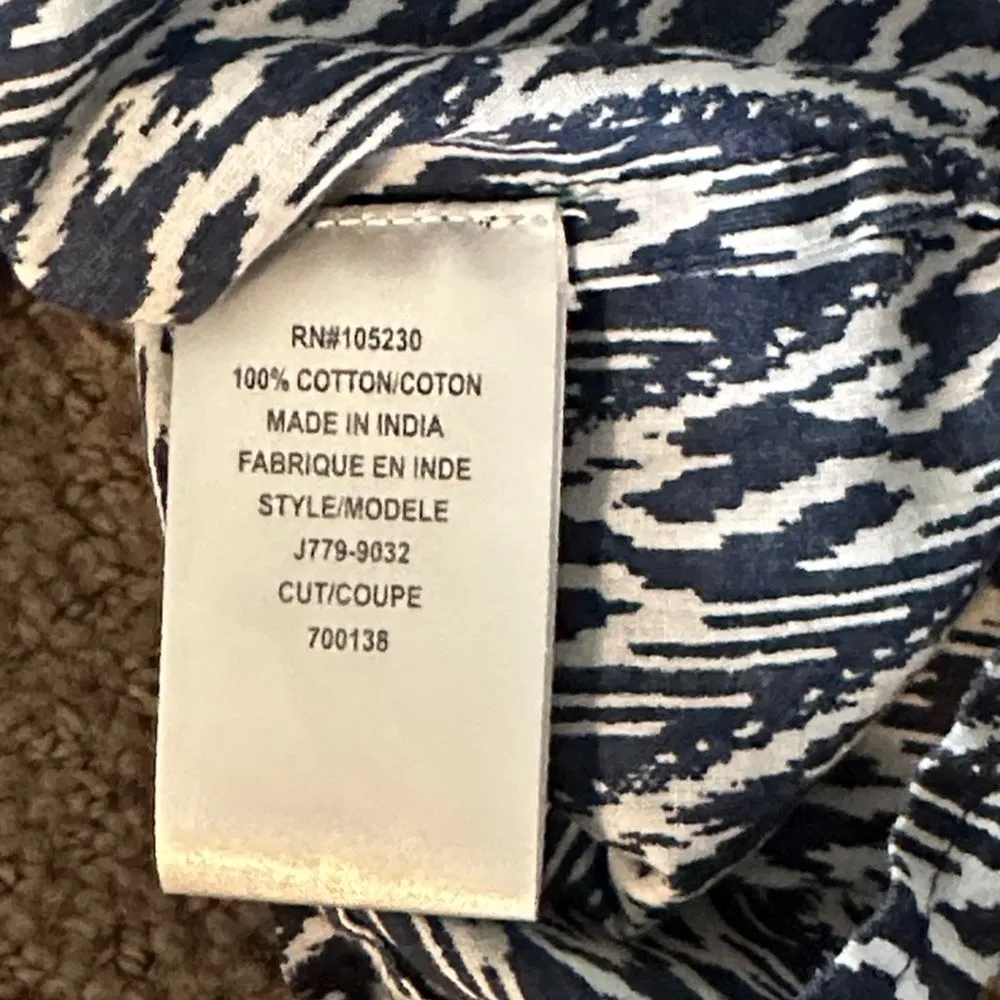 RN#105230
100% COTTON/COTON
MADE IN INDIA
FABRIQUE EN INDE
STYLE/MODELE
J779-9032
CUT/COUPE
700138